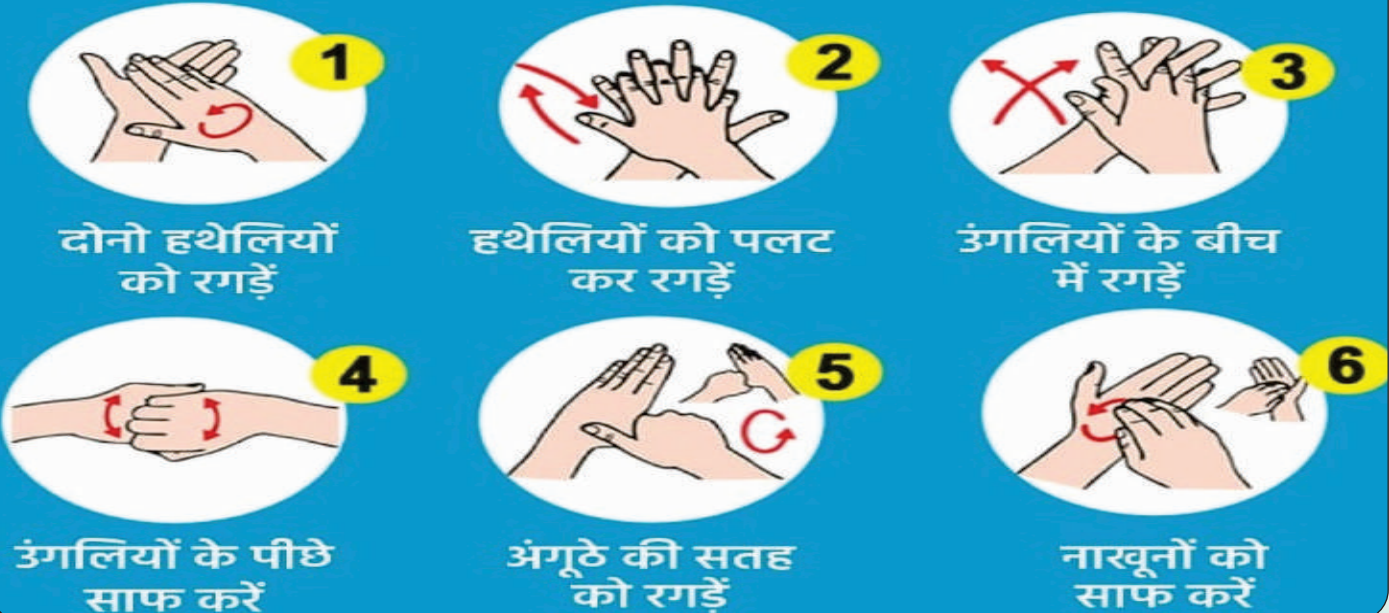 1
दोनो हथेलियों
को रगड़ें
2
हथेलियों को पलट
कर रगड़ें
3
उंगलियों के बीच
में रगड़ें
4
उंगलियों के पीछे
साफ करें
5
अंगूठे की सतह
को रगड़ें
6
नाखूनों को
साफ करें